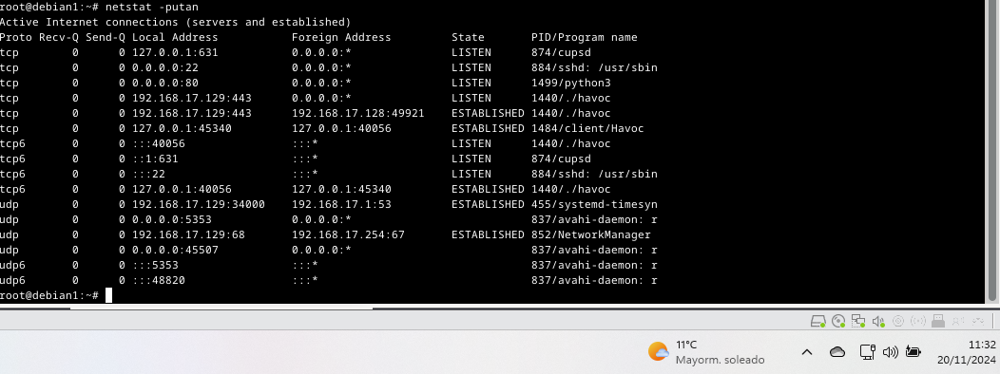 root@debian1:~# netstat -putan
Active Internet connections (servers and established)
Proto Recv-Q Send-Q Local Address           Foreign Address         State       PID/Program name
tcp        0      0 127.0.0.1:631           0.0.0.0:*               LISTEN      874/cupsd
tcp        0      0 0.0.0.0:22              0.0.0.0:*               LISTEN      884/sshd: /usr/sbin
tcp        0      0 0.0.0.0:80              0.0.0.0:*               LISTEN      1499/python3
tcp        0      0 192.168.17.129:443      0.0.0.0:*               LISTEN      1440/./havoc
tcp        0      0 192.168.17.129:443      192.168.17.128:49921    ESTABLISHED 1440/./havoc
tcp        0      0 127.0.0.1:45340         127.0.0.1:40056         ESTABLISHED 1484/client/Havoc
tcp6       0      0 :::40056                :::*                    LISTEN      1440/./havoc
tcp6       0      0 ::1:631                 :::*                    LISTEN      874/cupsd
tcp6       0      0 :::22                   :::*                    LISTEN      884/sshd: /usr/sbin
tcp6       0      0 127.0.0.1:40056         127.0.0.1:45340         ESTABLISHED 1440/./havoc
udp        0      0 192.168.17.129:34000    192.168.17.1:53         ESTABLISHED 455/systemd-timesyn
udp        0      0 0.0.0.0:5353            0.0.0.0:*                           837/avahi-daemon: r
udp        0      0 192.168.17.129:68       192.168.17.254:67       ESTABLISHED 852/NetworkManager
udp        0      0 0.0.0.0:45507           0.0.0.0:*                           837/avahi-daemon: r
udp6       0      0 :::5353                 :::*                                837/avahi-daemon: r
udp6       0      0 :::48820                :::*                                837/avahi-daemon: r
root@debian1:~#
11°C
Mayorm. soleado
11:32
20/11/2024